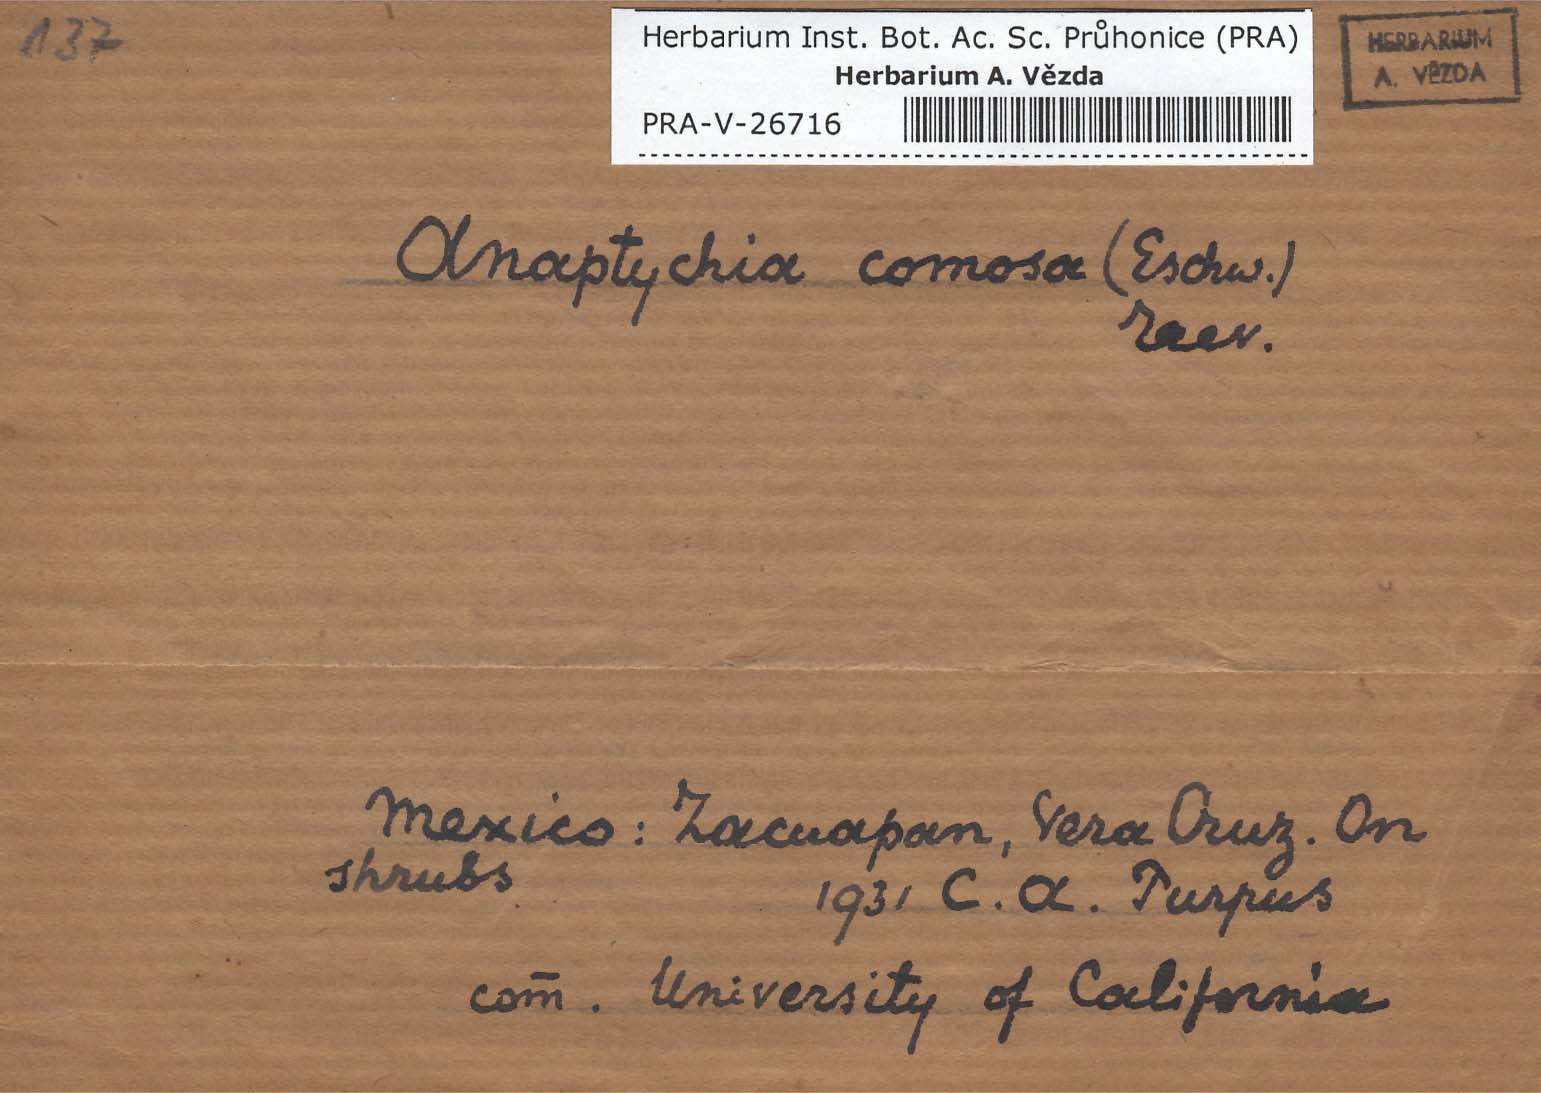 137
Herbarium Inst. Bot. Ac. Sc. Průhonice (PRA)
Herbarium A. Vězda
PRA-V-26716
HERBARIUM
A. VĚZDA
Anaptychia comosa (Eschw.)
Mexico: Zacuapan, Vera Cruz. On
shrubs
1931 C. A. Purpus
com̅. University of California